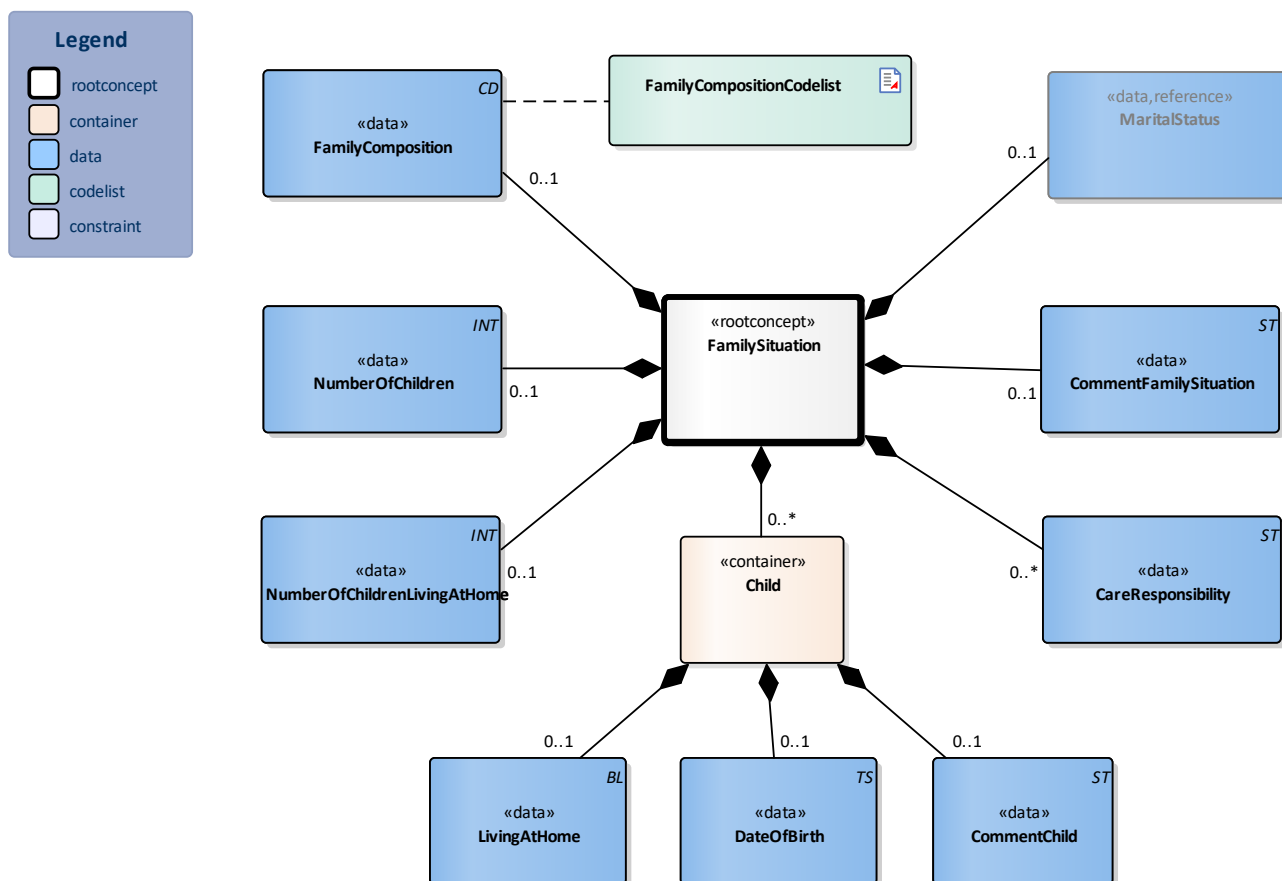 Legend
rootconcept
container
data
codelist
constraint
CD
«data»
FamilyComposition
0..1
FamilyCompositionCodelist
«data,reference»
MaritalStatus
0..1
INT
«data»
NumberOfChildren
0..1
«rootconcept»
FamilySituation
ST
«data»
CommentFamilySituation
0..1
INT
«data»
NumberOfChildrenLivingAtHome
0..1
0..*
«container»
Child
ST
«data»
CareResponsibility
0..*
0..1
BL
«data»
LivingAtHome
0..1
TS
«data»
DateOfBirth
0..1
ST
«data»
CommentChild